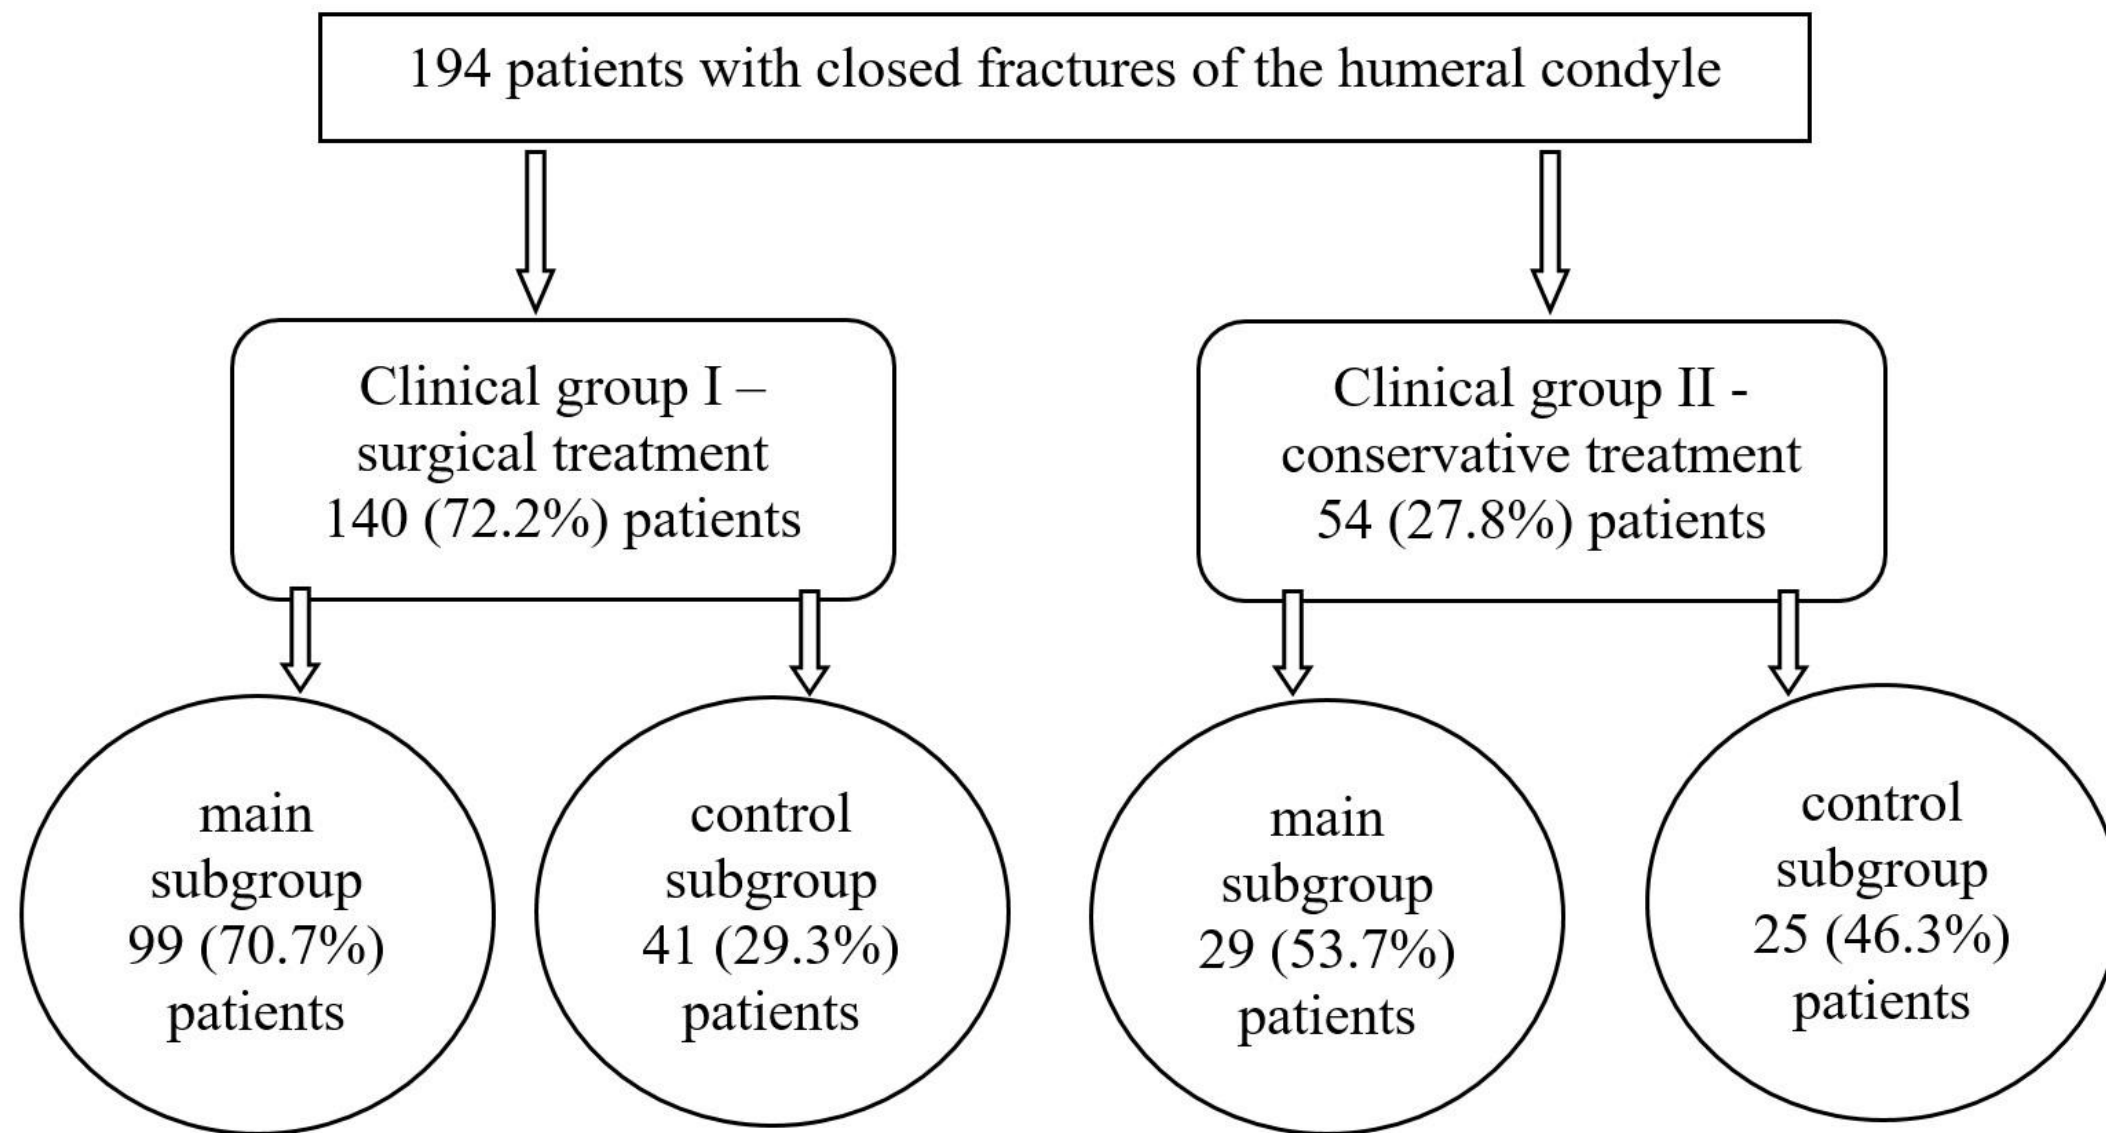 194 patients with closed fractures of the humeral condyle
Clinical group I –
surgical treatment
140 (72.2%) patients
Clinical group II -
conservative treatment
54 (27.8%) patients
main
subgroup
99 (70.7%)
patients
control
subgroup
41 (29.3%)
patients
main
subgroup
29 (53.7%)
patients
control
subgroup
25 (46.3%)
patients